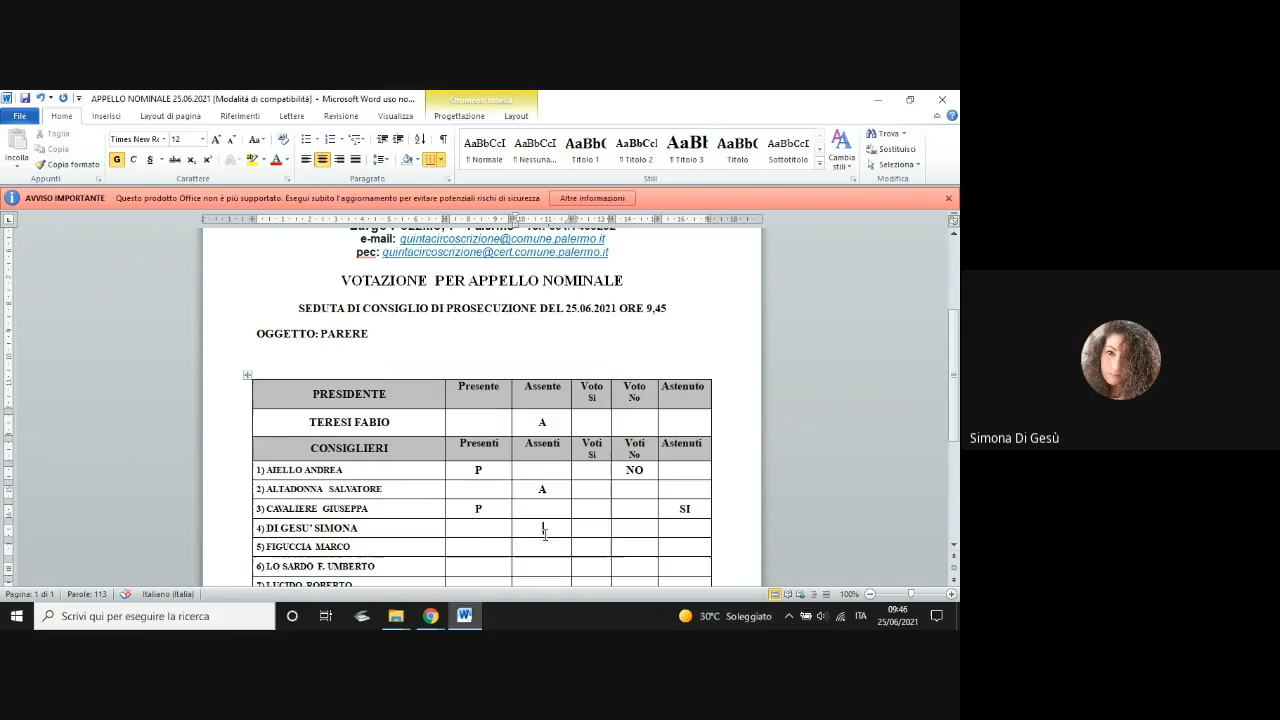 APPELLO NOMINALE 25.06.2021 [Modalità di compatibilità] - Microsoft Word uso no...
Strumenti tabella
File Home Inserisci Layout di pagina Riferimenti Lettere Revisione Visualizza Progettazione Layout
Incolla
Taglia
Copia
Copia formato
Times New Ro 12
G C S abc x₂ x² Aa A
AaBbCcI AaBbCcI AaBbC AaBbCcl AaBbI AaBbC AaBbCcI
¶ Normale ¶ Nessuna... Titolo 1 ¶ Titolo 2 ¶ Titolo 3 Titolo Sottotitolo
Cambia stili
Trova
Sostituisci
Seleziona
Appunti Carattere Paragrafo Stili Modifica
AVVISO IMPORTANTE Questo prodotto Office non è più supportato. Esegui subito l'aggiornamento per evitare potenziali rischi di sicurezza Altre informazioni
e-mail: quintacircoscrizione@comune.palermo.it
pec: quintacircoscrizione@cert.comune.palermo.it
VOTAZIONE PER APPELLO NOMINALE
SEDUTA DI CONSIGLIO DI PROSECUZIONE DEL 25.06.2021 ORE 9,45
OGGETTO: PARERE
PRESIDENTE Presente Assente Voto Si Voto No Astenuto
TERESI FABIO A
CONSIGLIERI Presenti Assenti Voti Si Voti No Astenuti
1) AIELLO ANDREA P NO
2) ALTADONNA SALVATORE A
3) CAVALIERE GIUSEPPA P SI
4) DI GESU' SIMONA
5) FIGUCCIA MARCO
6) LO SARDO F. UMBERTO
7) LUCIDO ROBERTO
Pagina: 1 di 1 Parole: 113 Italiano (Italia) 100%
Scrivi qui per eseguire la ricerca
30°C Soleggiato
ITA
09:46
25/06/2021
Simona Di Gesù